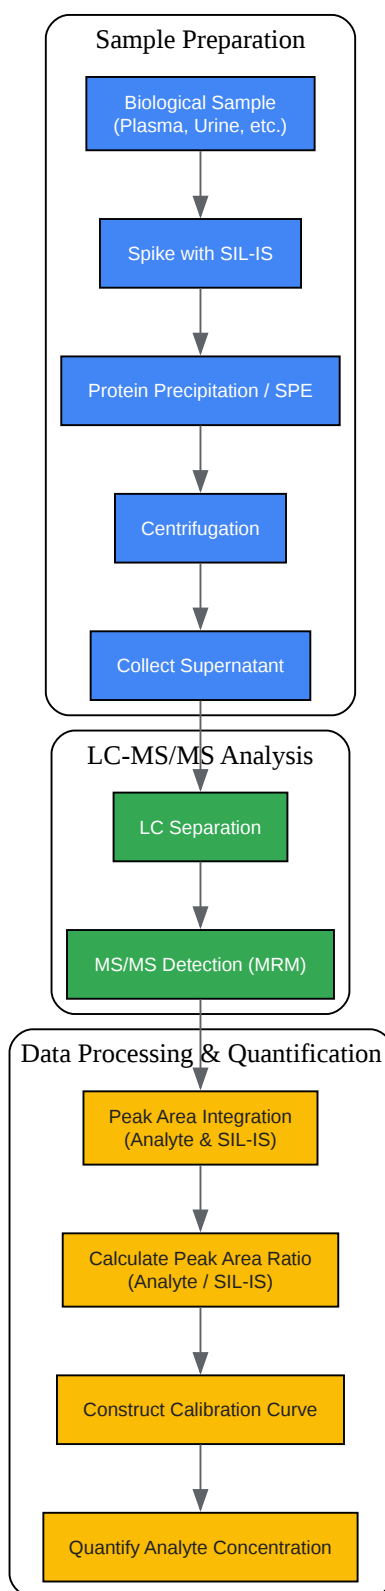 Sample Preparation
Biological Sample
(Plasma, Urine, etc.)
Spike with SIL-IS
Protein Precipitation / SPE
Centrifugation
Collect Supernatant
LC-MS/MS Analysis
LC Separation
MS/MS Detection (MRM)
Data Processing & Quantification
Peak Area Integration
(Analyte & SIL-IS)
Calculate Peak Area Ratio
(Analyte / SIL-IS)
Construct Calibration Curve
Quantify Analyte Concentration